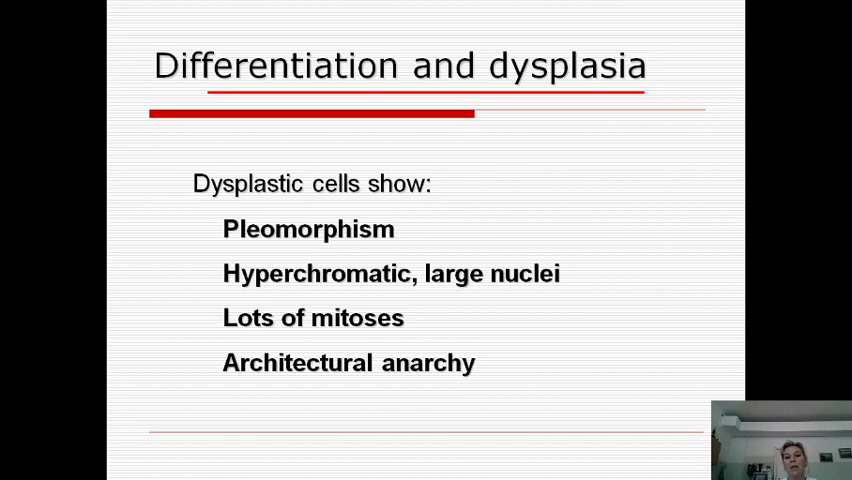 Differentiation and dysplasia
Dysplastic cells show:
Pleomorphism
Hyperchromatic, large nuclei
Lots of mitoses
Architectural anarchy